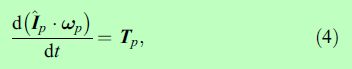 d(Î_p · ω_p)/dt = T_p, (4)